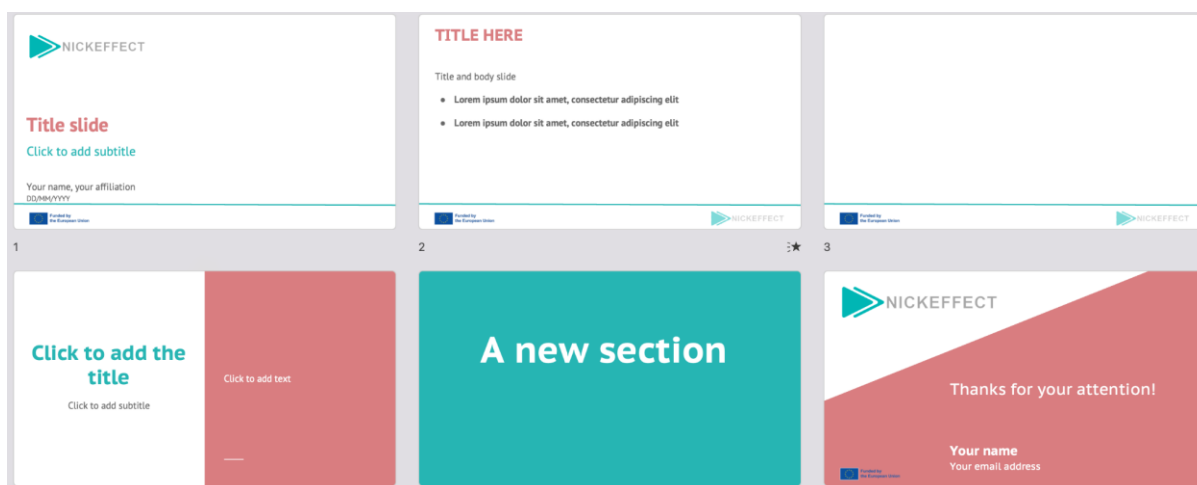 NICKEFFECT
Title slide
Click to add subtitle
Your name, your affiliation
DD/MM/YYYY
Funded by
the European Union
1
TITLE HERE
Title and body slide
● Lorem ipsum dolor sit amet, consectetur adipiscing elit
● Lorem ipsum dolor sit amet, consectetur adipiscing elit
Funded by
the European Union
NICKEFFECT
2
Funded by
the European Union
NICKEFFECT
3
Click to add the
title
Click to add subtitle
Click to add text
A new section
NICKEFFECT
Thanks for your attention!
Your name
Your email address
Funded by
the European Union